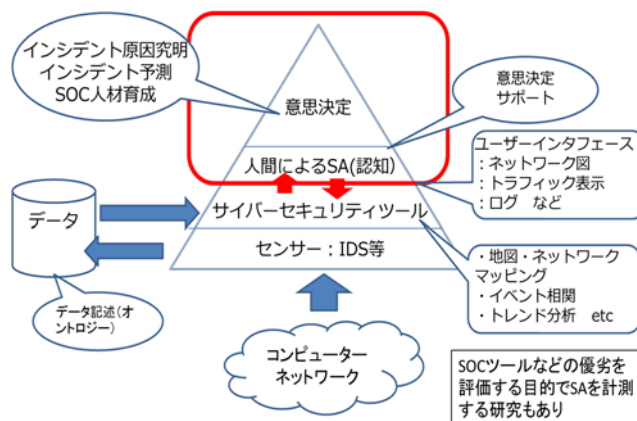 インシデント原因究明
インシデント予測
SOC人材育成
意思決定
意思決定
サポート
人間によるSA(認知)
ユーザーインタフェース
:ネットワーク図
:トラフィック表示
:ログ など
データ
サイバーセキュリティツール
センサー:IDS等
・地図・ネットワーク
マッピング
・イベント相関
・トレンド分析 etc
データ記述(オ
ントロジー)
コンピューター
ネットワーク
SOCツールなどの優劣を
評価する目的でSAを計測
する研究もあり